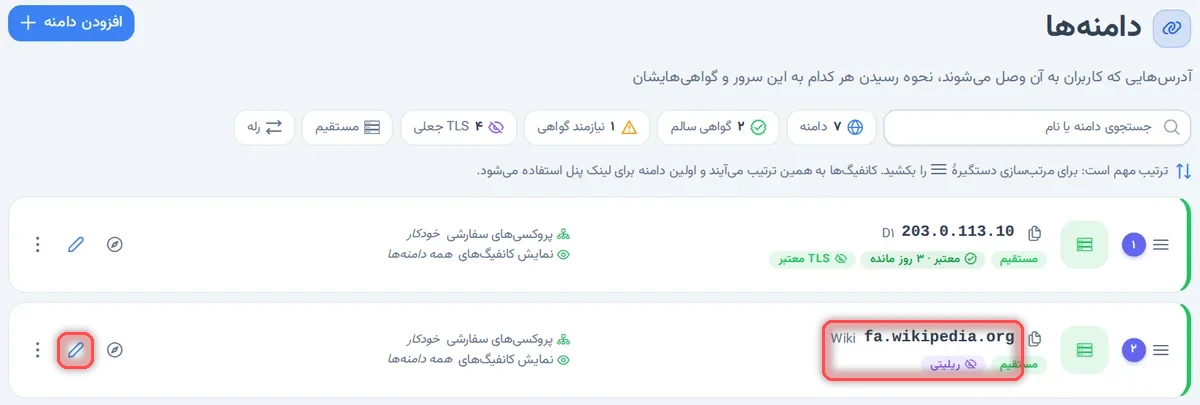 دامنه‌ها
افزودن دامنه
آدرس‌هایی که کاربران به آن وصل می‌شوند، نحوه رسیدن هر کدام به این سرور و گواهی‌هایشان
جستجوی دامنه یا نام
۷ دامنه
۲ گواهی سالم
۱ نیازمند گواهی
۴ TLS جعلی
مستقیم
رله
ترتیب مهم است: برای مرتب‌سازی دستگیرهٔ را بکشید. کانفیگ‌ها به همین ترتیب می‌آیند و اولین دامنه برای لینک پنل استفاده می‌شود.
۱
203.0.113.10 D1
مستقیم
معتبر · ۳ روز مانده
TLS معتبر
پروکسی‌های سفارشی خودکار
نمایش کانفیگ‌های همه دامنه‌ها
۲
fa.wikipedia.org Wiki
مستقیم
ریلیتی
پروکسی‌های سفارشی خودکار
نمایش کانفیگ‌های همه دامنه‌ها